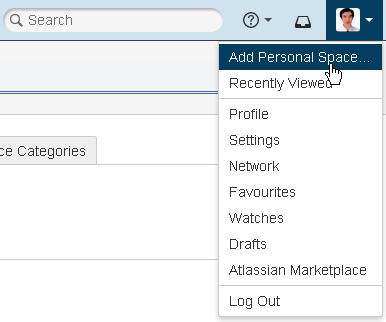 Search
Add Personal Space...
Recently Viewed
Profile
ce Categories
Settings
Network
Favourites
Watches
Drafts
Atlassian Marketplace
Log Out